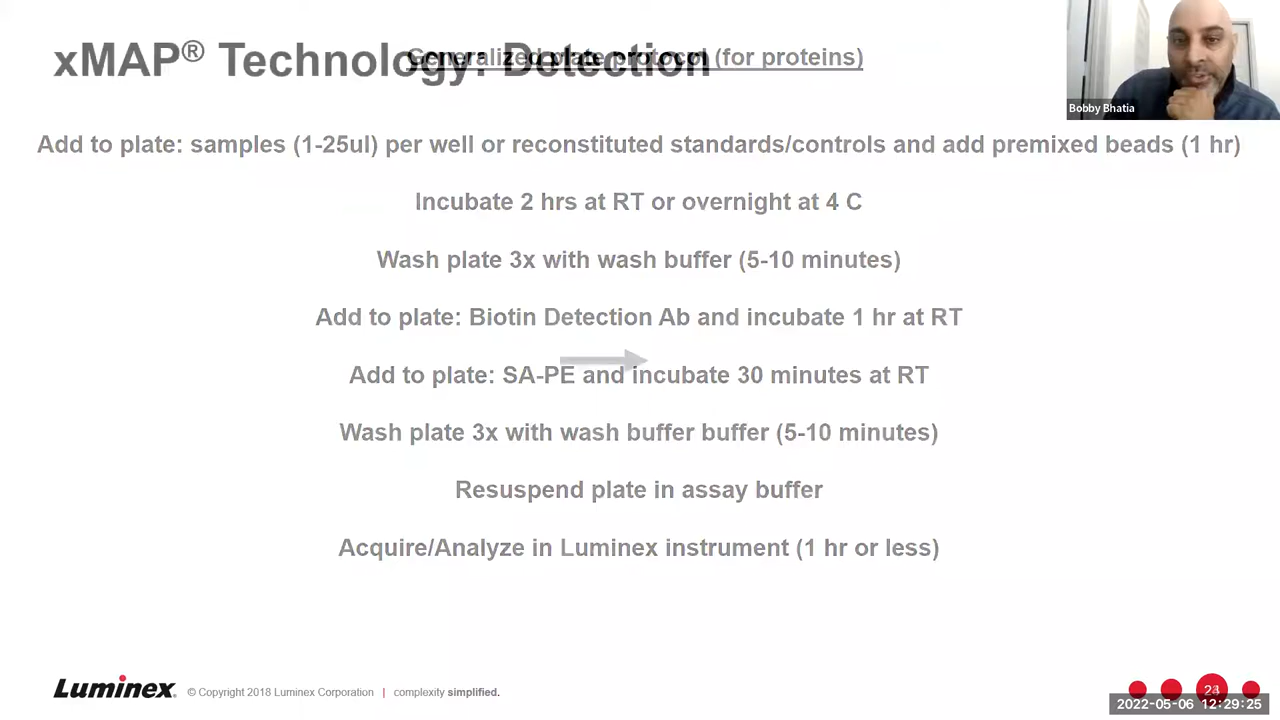 xMAP® Technology: Detection
Generalized plate protocol (for proteins)
Bobby Bhatia
Add to plate: samples (1-25ul) per well or reconstituted standards/controls and add premixed beads (1 hr)
Incubate 2 hrs at RT or overnight at 4 C
Wash plate 3x with wash buffer (5-10 minutes)
Add to plate: Biotin Detection Ab and incubate 1 hr at RT
Add to plate: SA-PE and incubate 30 minutes at RT
Wash plate 3x with wash buffer buffer (5-10 minutes)
Resuspend plate in assay buffer
Acquire/Analyze in Luminex instrument (1 hr or less)
Luminex. © Copyright 2018 Luminex Corporation | complexity simplified.
2022-05-06 12:29:25